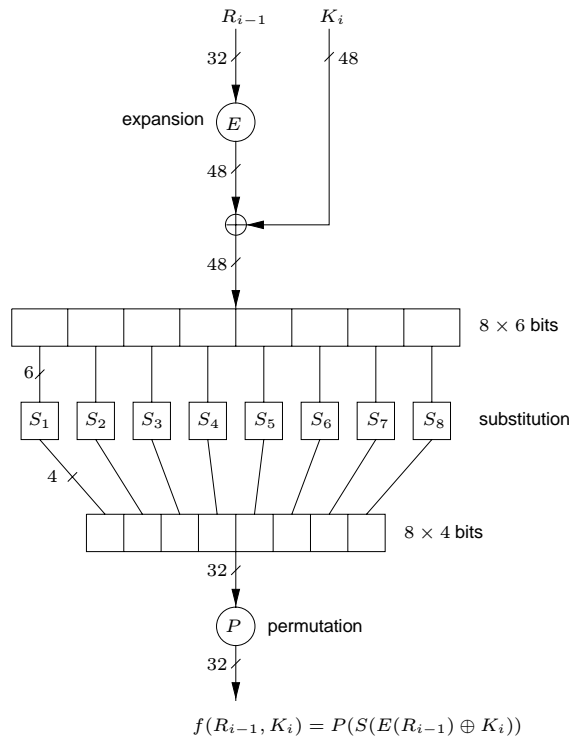 R_{i−1} K_i
32 48
expansion E
48
48
8 × 6 bits
6
S_1 S_2 S_3 S_4 S_5 S_6 S_7 S_8 substitution
4
8 × 4 bits
32
P permutation
32
f(R_{i−1}, K_i) = P(S(E(R_{i−1}) ⊕ K_i))